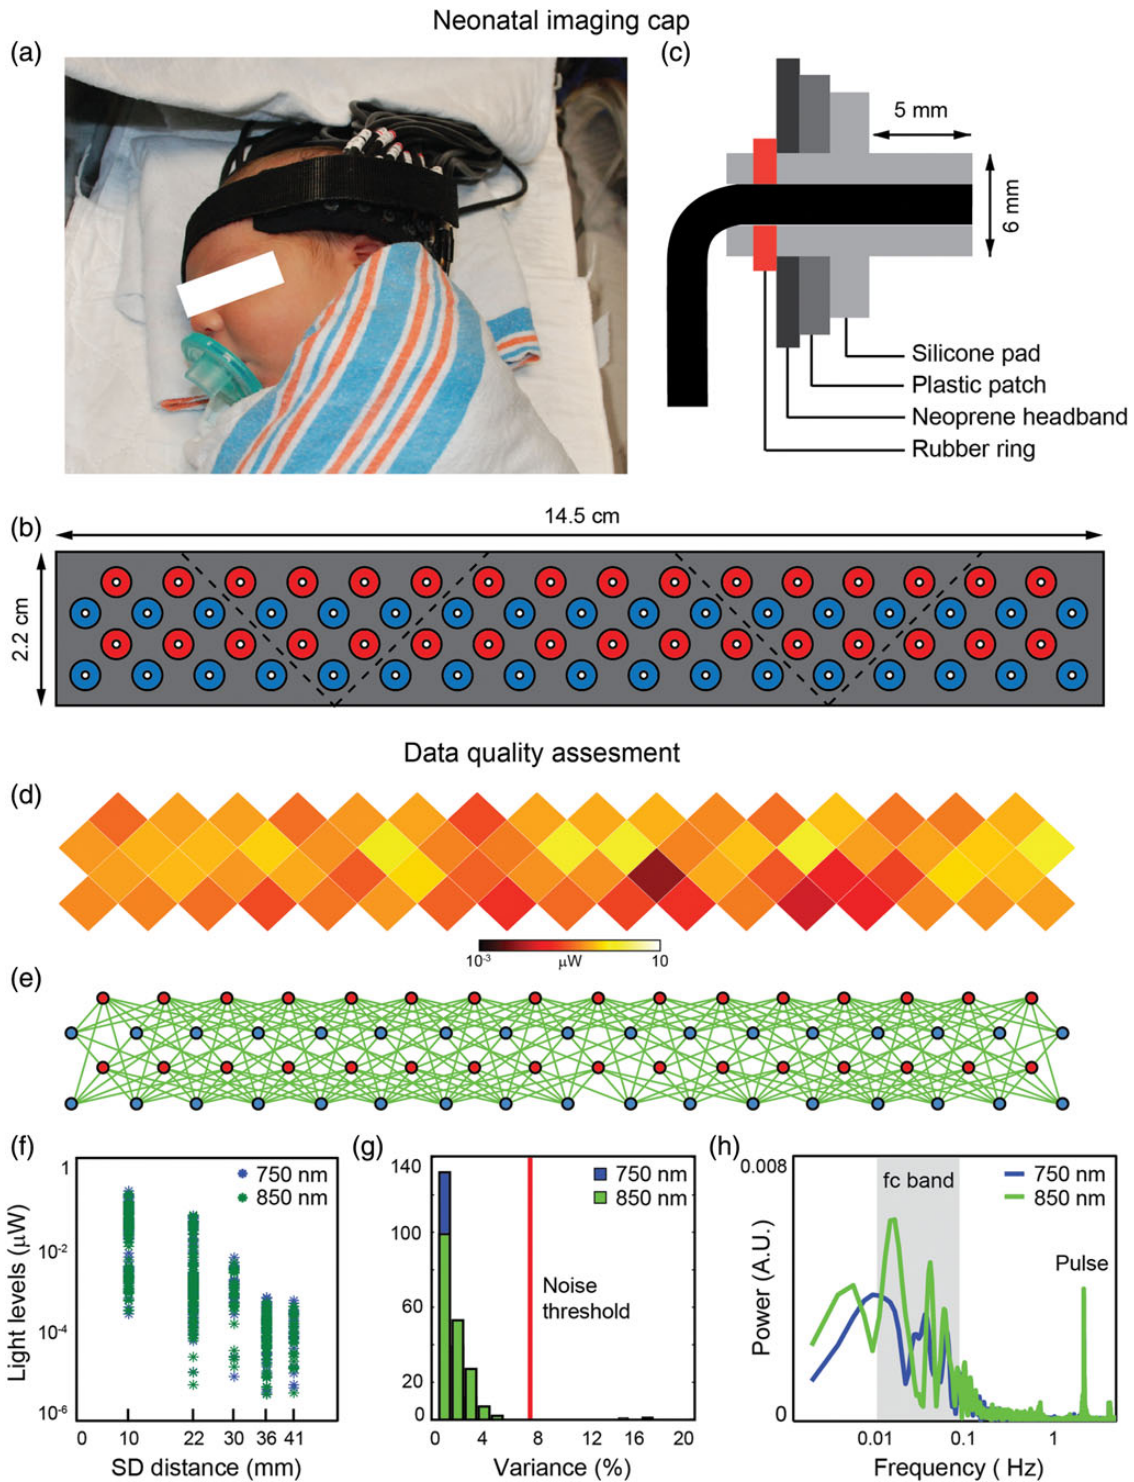 Neonatal imaging cap
(a)
(c)
5 mm
6 mm
Silicone pad
Plastic patch
Neoprene headband
Rubber ring
(b)
14.5 cm
2.2 cm
Data quality assesment
(d)
10-3
µW
10
(e)
(f)
1
10-2
10-4
10-6
Light levels (µW)
750 nm
850 nm
0 10 22 30 36 41
SD distance (mm)
(g)
140
100
60
20
0
750 nm
850 nm
Noise
threshold
0 4 8 12 16 20
Variance (%)
(h)
0.008
0
Power (A.U.)
fc band
750 nm
850 nm
Pulse
0.01 0.1 1
Frequency ( Hz)